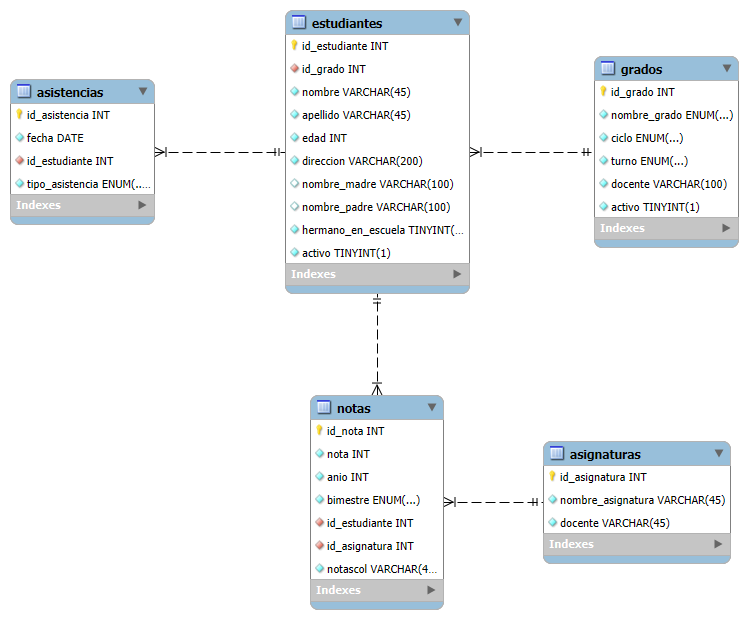 estudiantes
id_estudiante INT
id_grado INT
nombre VARCHAR(45)
apellido VARCHAR(45)
edad INT
direccion VARCHAR(200)
nombre_madre VARCHAR(100)
nombre_padre VARCHAR(100)
hermano_en_escuela TINYINT(...
activo TINYINT(1)
Indexes
asistencias
id_asistencia INT
fecha DATE
id_estudiante INT
tipo_asistencia ENUM(...
Indexes
grados
id_grado INT
nombre_grado ENUM(...)
ciclo ENUM(...)
turno ENUM(...)
docente VARCHAR(100)
activo TINYINT(1)
Indexes
notas
id_nota INT
nota INT
anio INT
bimestre ENUM(...)
id_estudiante INT
id_asignatura INT
notascol VARCHAR(4...
Indexes
asignaturas
id_asignatura INT
nombre_asignatura VARCHAR(45)
docente VARCHAR(45)
Indexes